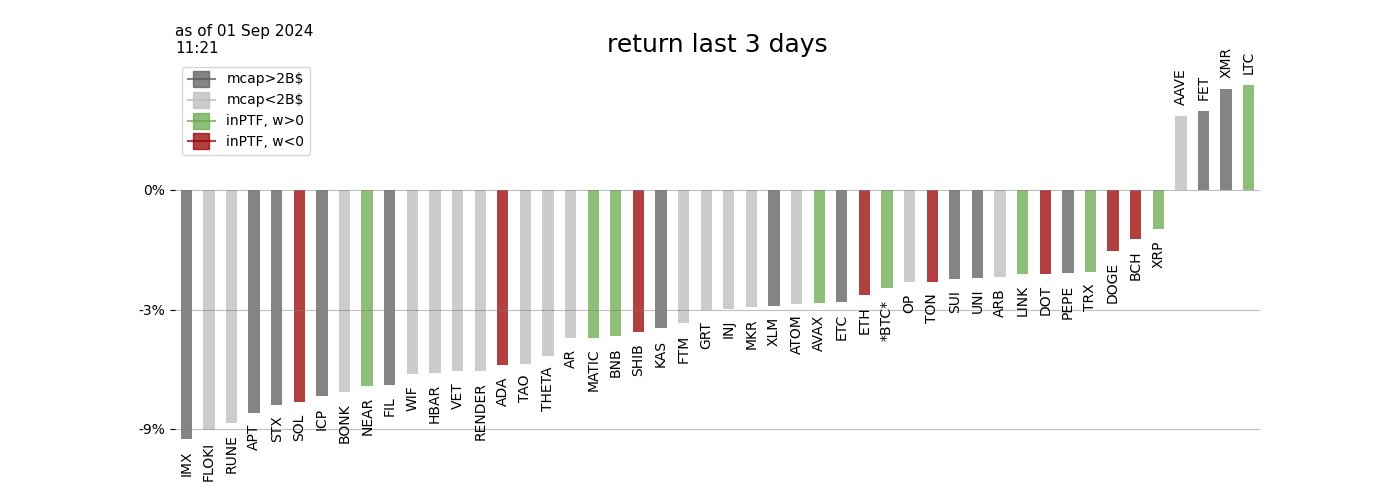 as of 01 Sep 2024
11:21
return last 3 days
mcap>2B$
mcap<2B$
inPTF, w>0
inPTF, w<0
0%
-3%
-9%
IMX
FLOKI
RUNE
APT
STX
SOL
ICP
BONK
NEAR
FIL
WIF
HBAR
VET
RENDER
ADA
TAO
THETA
AR
MATIC
BNB
SHIB
KAS
FTM
GRT
INJ
MKR
XLM
ATOM
AVAX
ETC
ETH
*BTC*
OP
TON
SUI
UNI
ARB
LINK
DOT
PEPE
TRX
DOGE
BCH
XRP
AAVE
FET
XMR
LTC